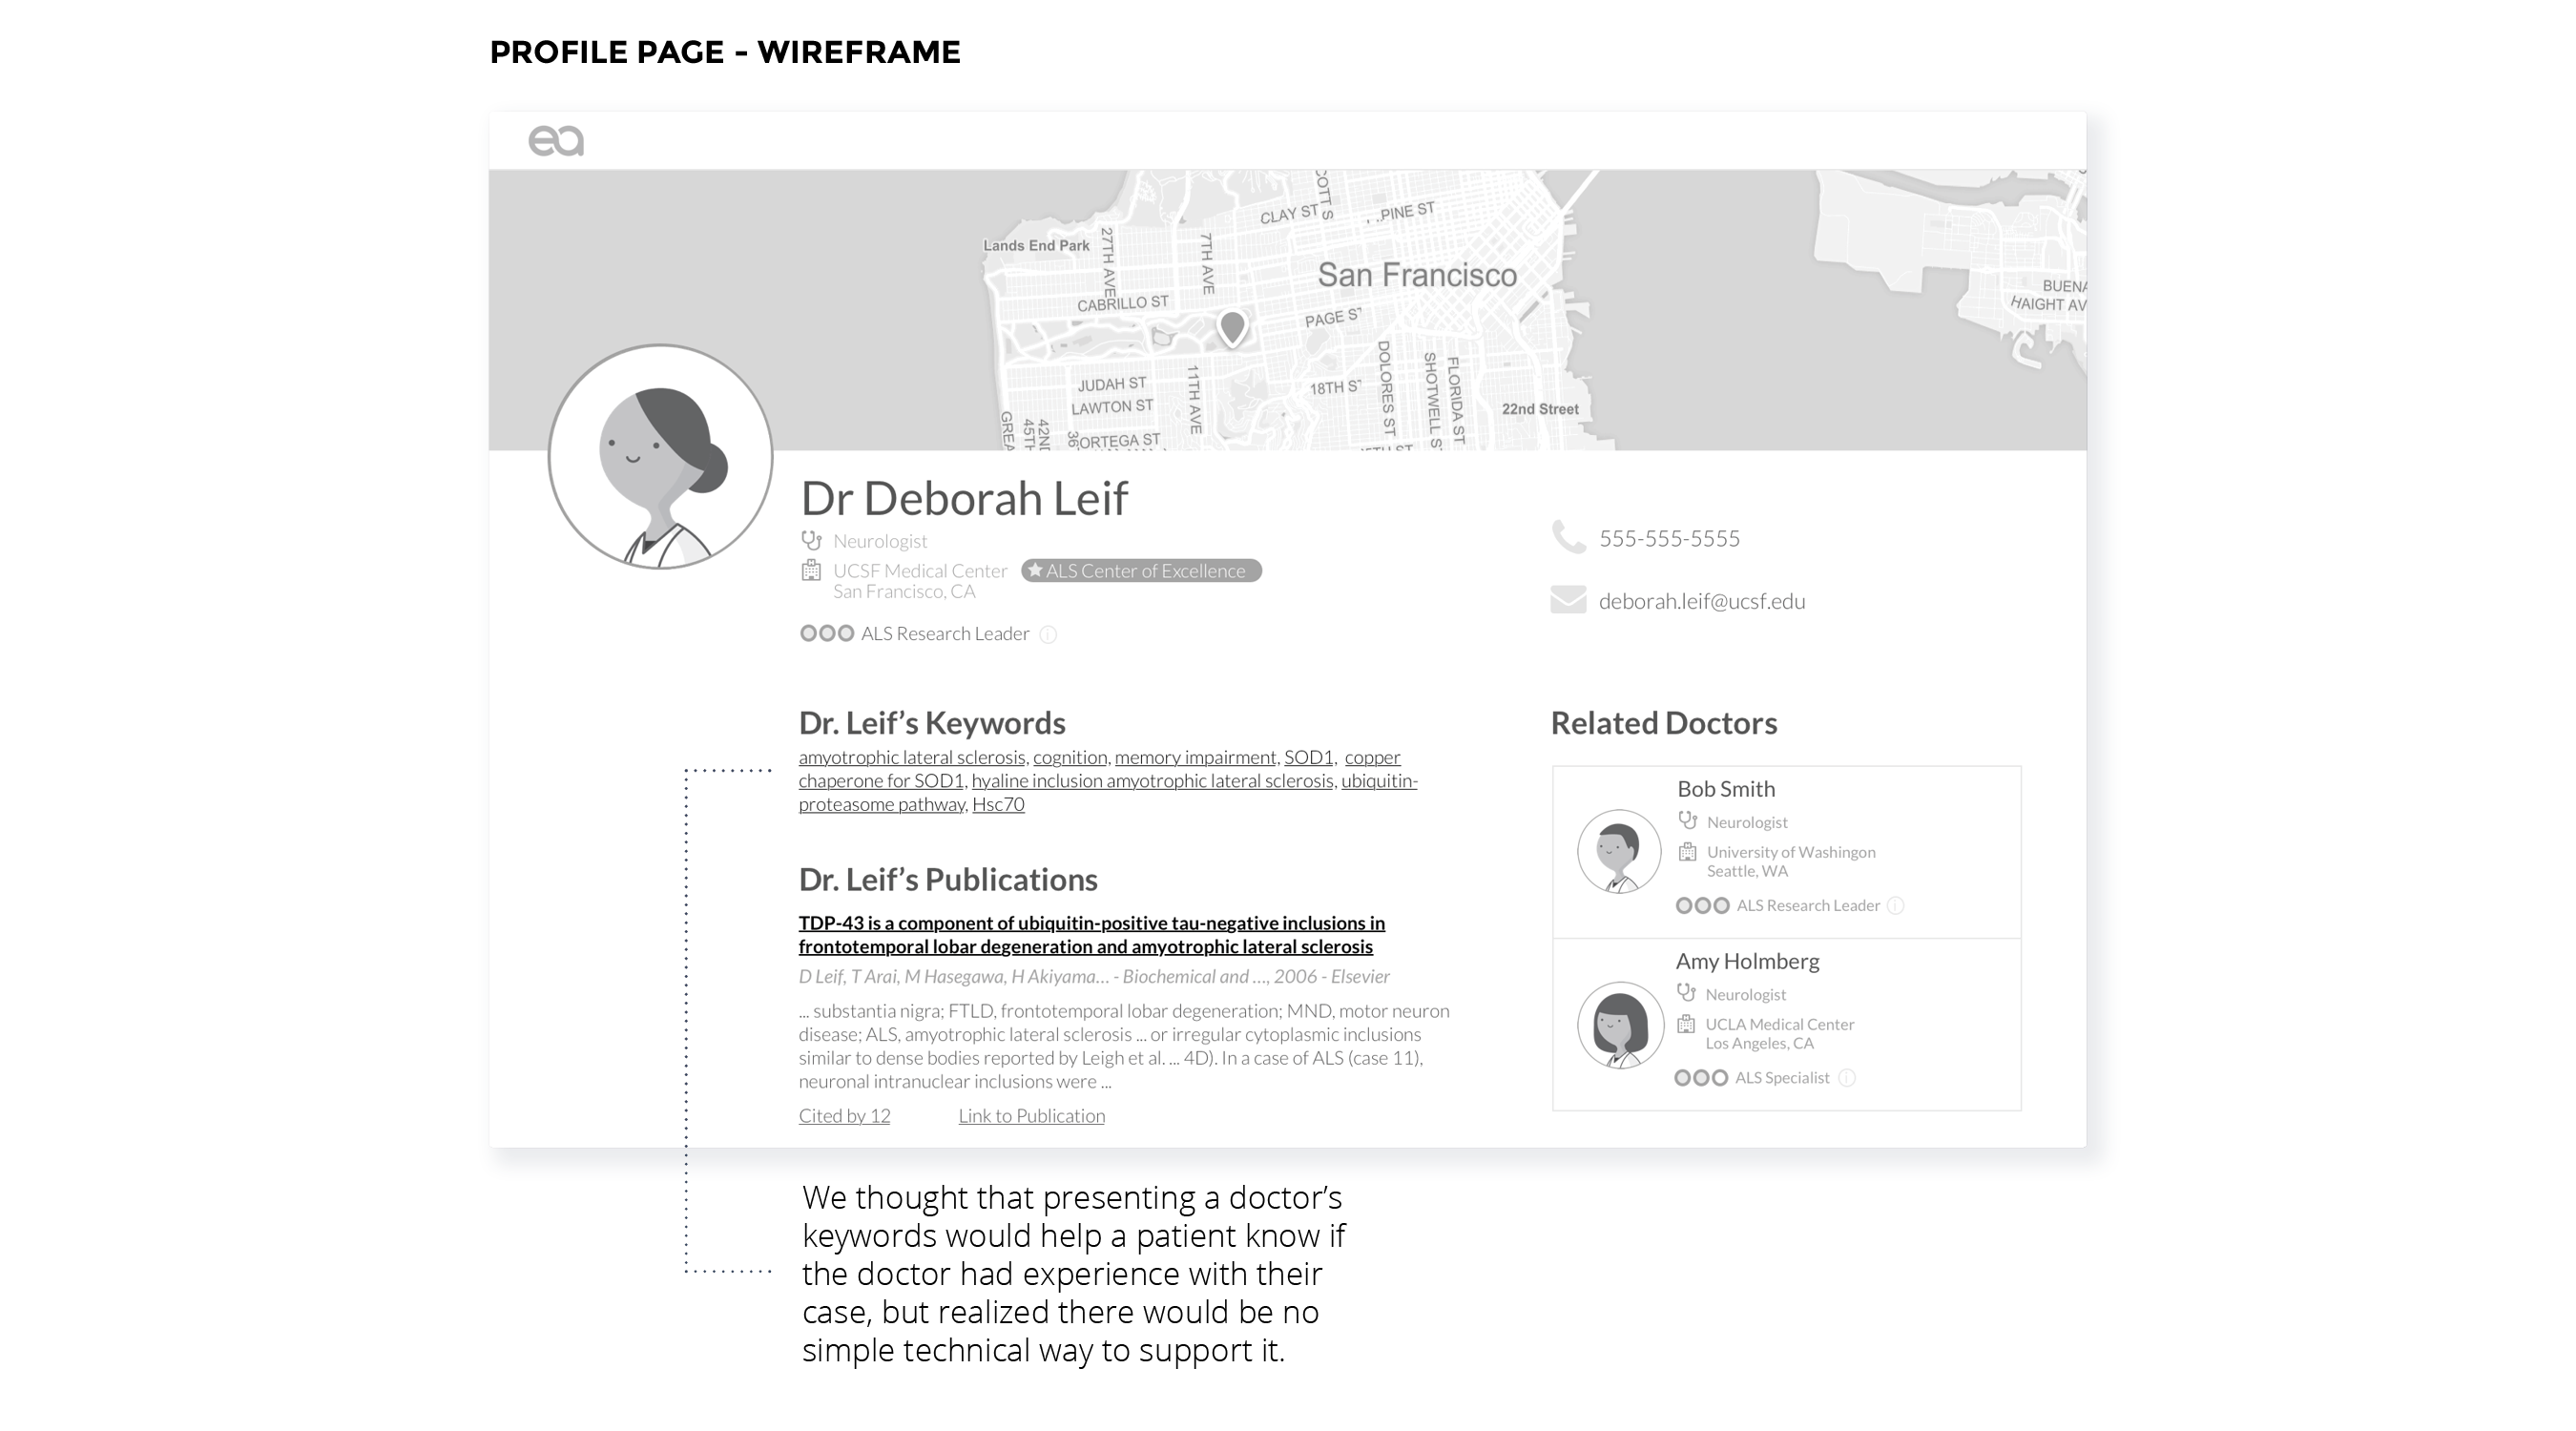 PROFILE PAGE - WIREFRAME
ea
Lands End Park
27TH AVE
7TH AVE
CLAY ST
COTT S
PINE ST
San Francisco
CABRILLO ST
PAGE ST
BUENA
HAIGHT AV
JUDAH ST
LAWTON ST
ORTEGA ST
11TH AVE
18TH ST
DOLORES ST
SHOTWELL S
FLORIDA ST
22nd Street
GREA
45TH
42ND
36
Dr Deborah Leif
Neurologist
UCSF Medical Center
ALS Center of Excellence
San Francisco, CA
ALS Research Leader
555-555-5555
deborah.leif@ucsf.edu
Dr. Leif’s Keywords
amyotrophic lateral sclerosis, cognition, memory impairment, SOD1, copper
chaperone for SOD1, hyaline inclusion amyotrophic lateral sclerosis, ubiquitin-
proteasome pathway, Hsc70
Dr. Leif’s Publications
TDP-43 is a component of ubiquitin-positive tau-negative inclusions in
frontotemporal lobar degeneration and amyotrophic lateral sclerosis
D Leif, T Arai, M Hasegawa, H Akiyama... - Biochemical and ..., 2006 - Elsevier
... substantia nigra; FTLD, frontotemporal lobar degeneration; MND, motor neuron
disease; ALS, amyotrophic lateral sclerosis ... or irregular cytoplasmic inclusions
similar to dense bodies reported by Leigh et al. ... 4D). In a case of ALS (case 11),
neuronal intranuclear inclusions were ...
Cited by 12
Link to Publication
Related Doctors
Bob Smith
Neurologist
University of Washingon
Seattle, WA
ALS Research Leader
Amy Holmberg
Neurologist
UCLA Medical Center
Los Angeles, CA
ALS Specialist
We thought that presenting a doctor’s
keywords would help a patient know if
the doctor had experience with their
case, but realized there would be no
simple technical way to support it.